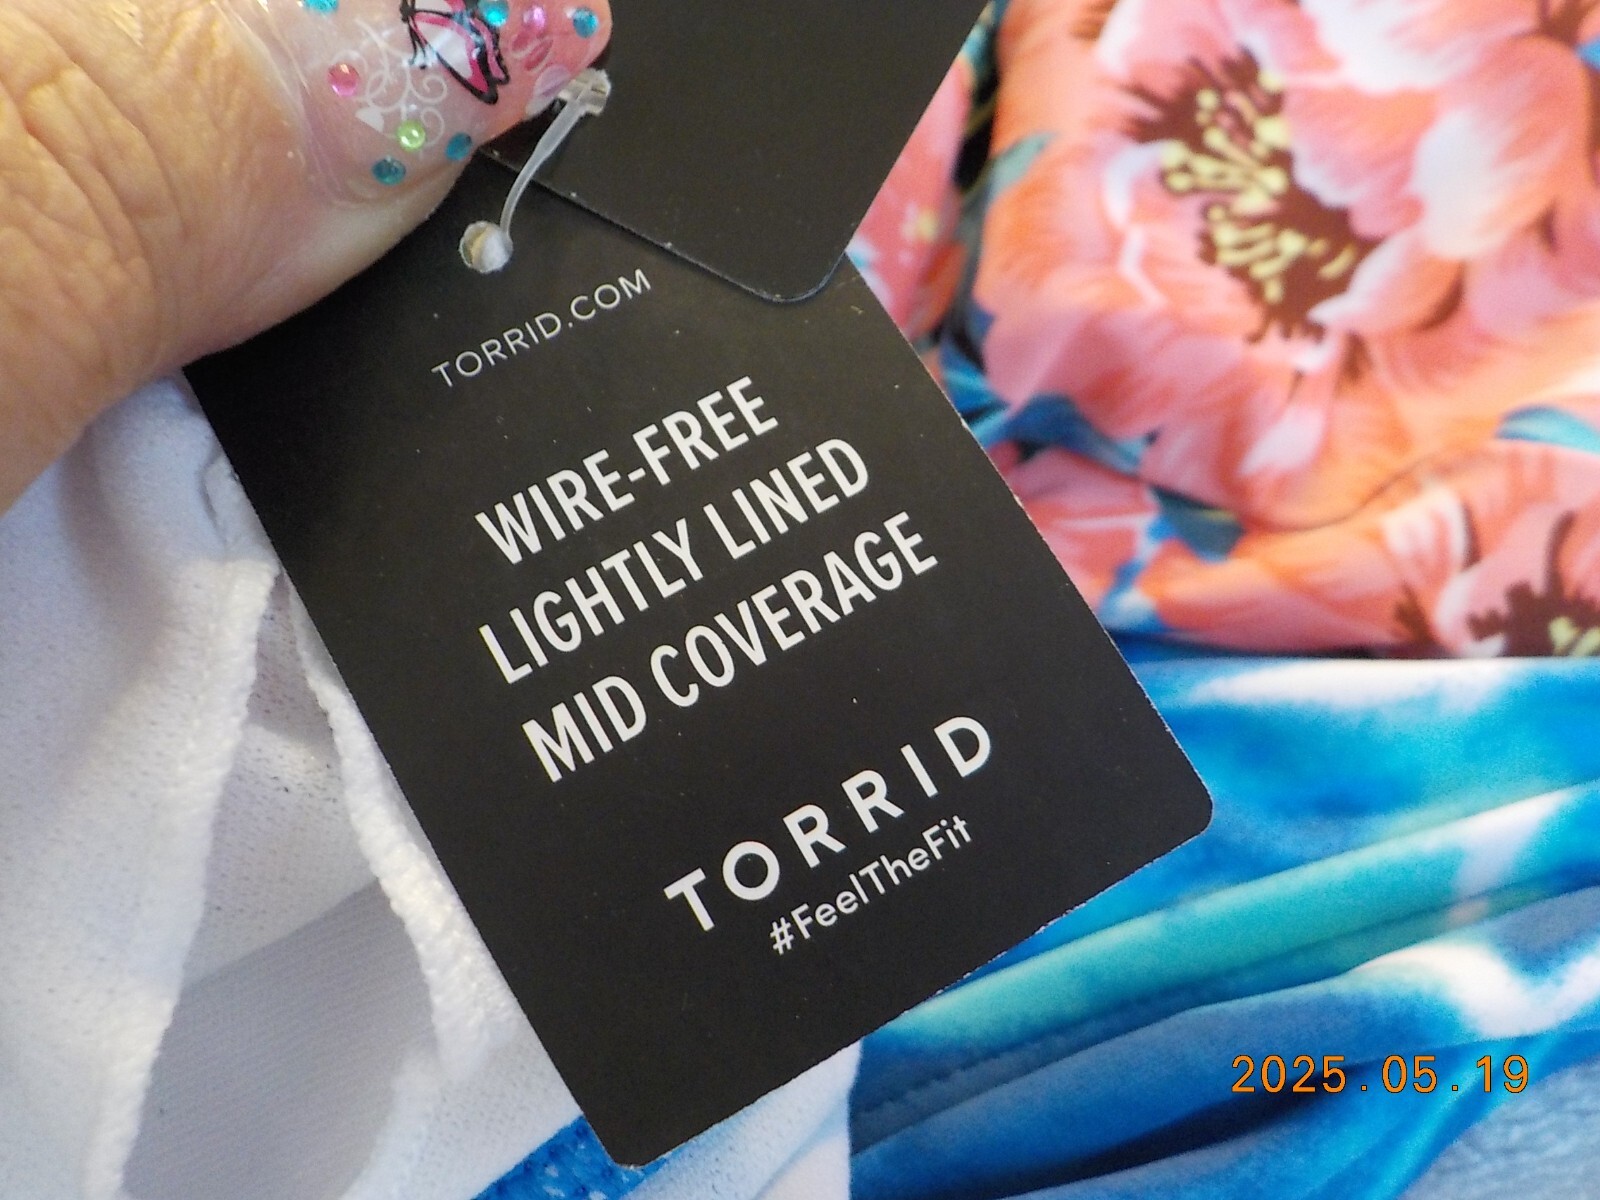 TORRID.COM
WIRE-FREE
LIGHTLY LINED
MID COVERAGE
TORRID
#FeelTheFit
2025.05.19